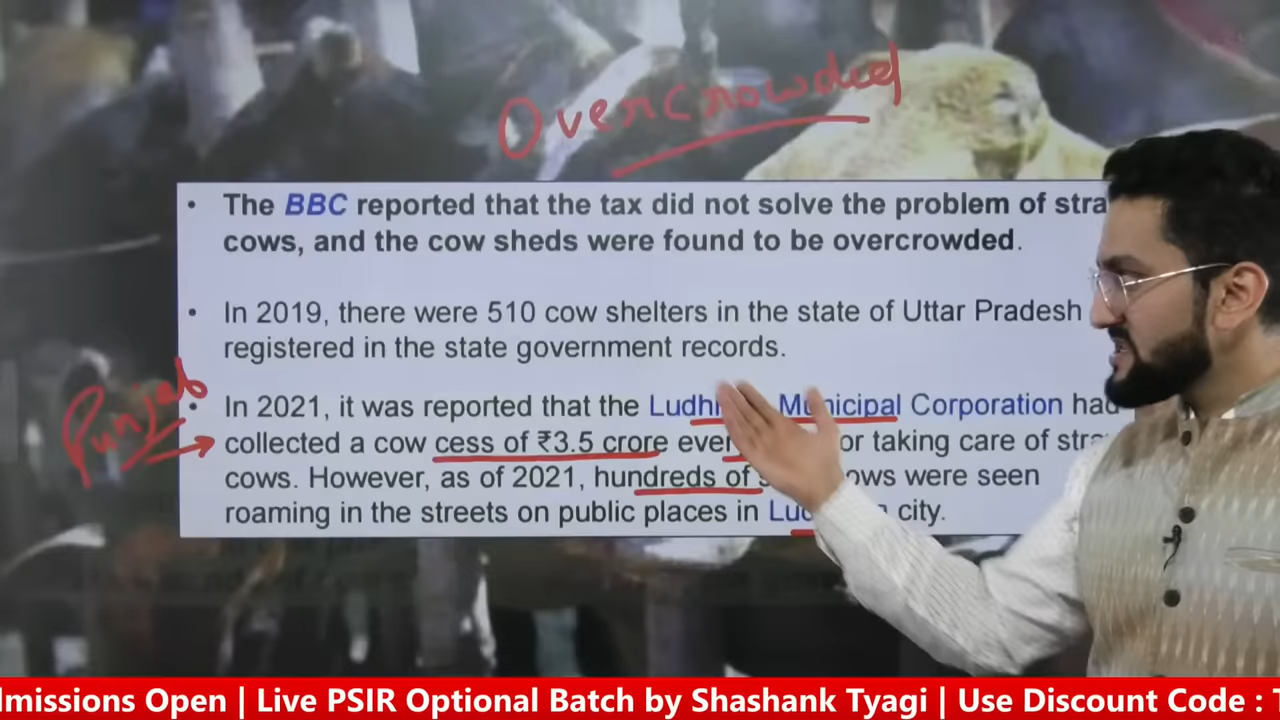 Overcrowded
• The BBC reported that the tax did not solve the problem of stra
cows, and the cow sheds were found to be overcrowded.
• In 2019, there were 510 cow shelters in the state of Uttar Pradesh
registered in the state government records.
Punjab
• In 2021, it was reported that the Ludh Municipal Corporation had
collected a cow cess of ₹3.5 crore ever or taking care of stra
cows. However, as of 2021, hundreds of s ows were seen
roaming in the streets on public places in Lud city.
dmissions Open | Live PSIR Optional Batch by Shashank Tyagi | Use Discount Code : T